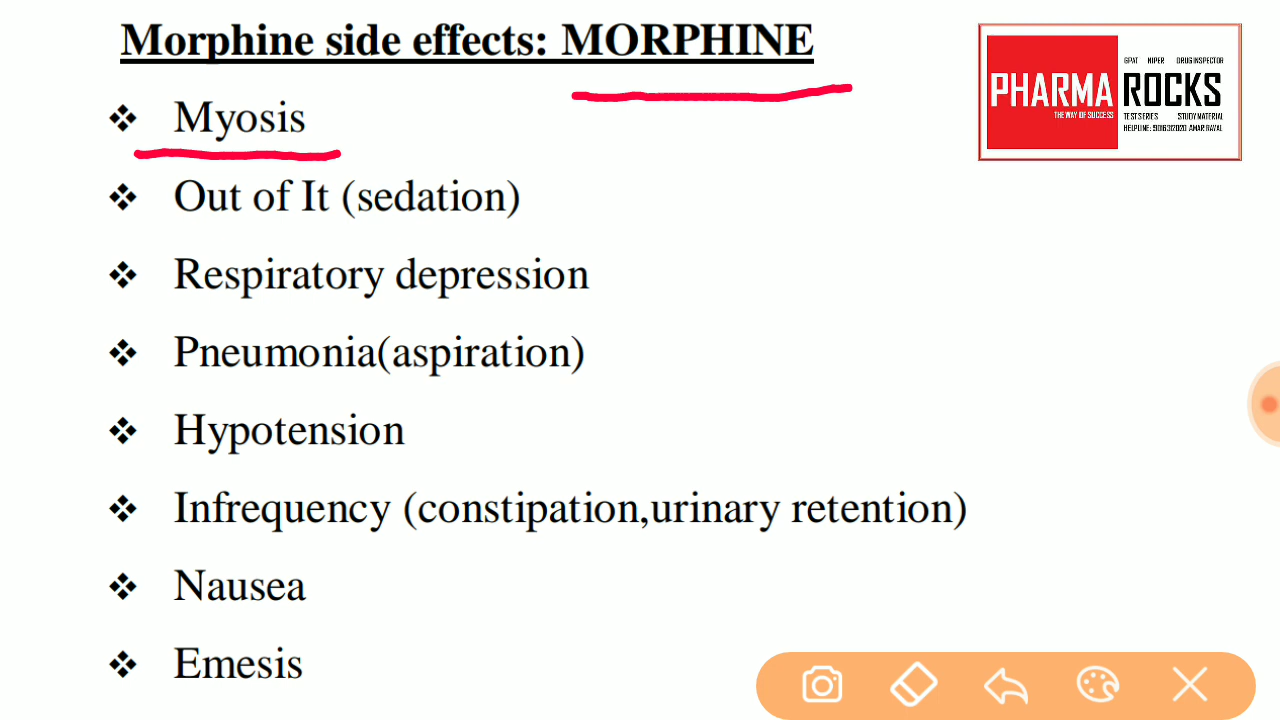 Morphine side effects: MORPHINE
Myosis
Out of It (sedation)
Respiratory depression
Pneumonia(aspiration)
Hypotension
Infrequency (constipation,urinary retention)
Nausea
Emesis
GPAT NIPER DRUG INSPECTOR
PHARMA ROCKS
THE WAY OF SUCCESS
TEST SERIES STUDY MATERIAL